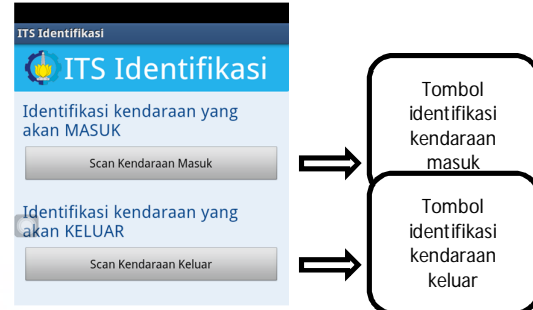 ITS Identifikasi
ITS Identifikasi
Identifikasi kendaraan yang
akan MASUK
Scan Kendaraan Masuk
Identifikasi kendaraan yang
akan KELUAR
Scan Kendaraan Keluar
Tombol
identifikasi
kendaraan
masuk
Tombol
identifikasi
kendaraan
keluar